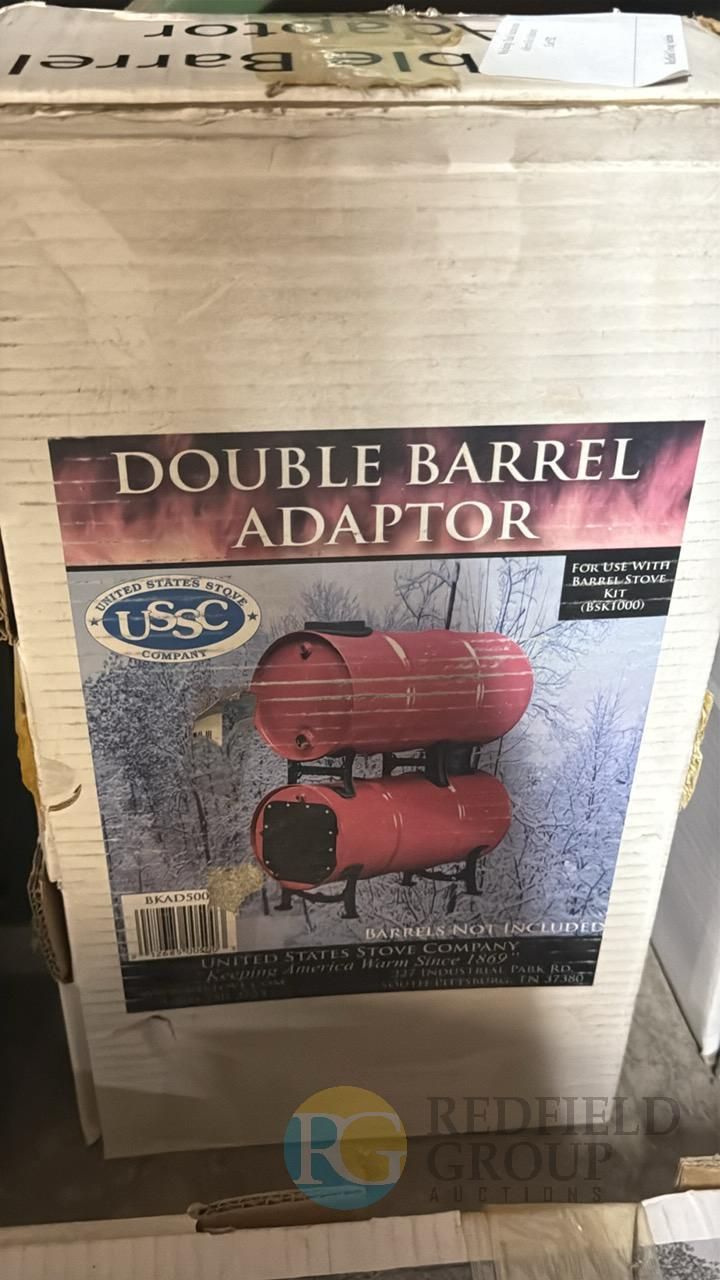 ble Barrel
Adaptor
DOUBLE BARREL
ADAPTOR
FOR USE WITH
BARREL STOVE
KIT
(BSK1000)
UNITED STATES STOVE
USSC
COMPANY
BKAD500
BARRELS NOT INCLUDED
UNITED STATES STOVE COMPANY
"Keeping America Warm Since 1869"
227 INDUSTRIAL PARK RD.
SOUTH PITTSBURG, TN 37380
RG
REDFIELD
GROUP
AUCTIONS